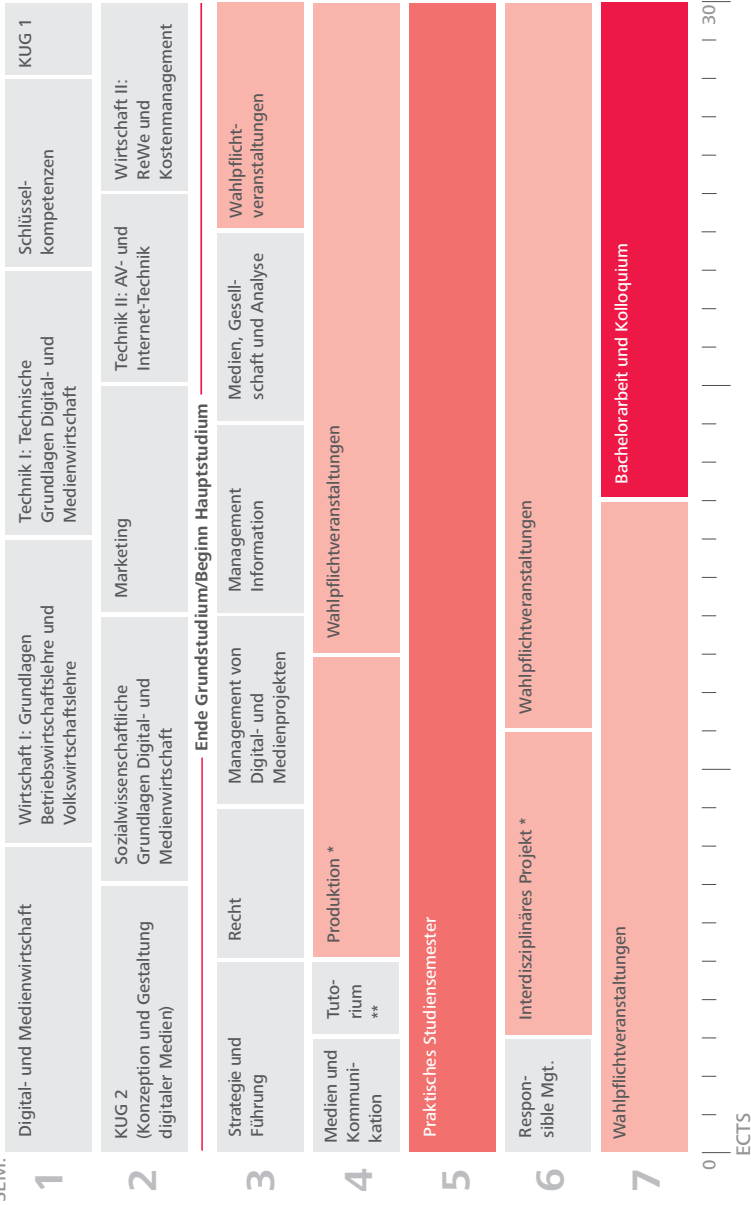 SEM.
1
Digital- und Medienwirtschaft
Wirtschaft I: Grundlagen
Betriebswirtschaftslehre und
Volkswirtschaftslehre
Technik I: Technische
Grundlagen Digital- und
Medienwirtschaft
Schlüssel-
kompetenzen
KUG 1
2
KUG 2
(Konzeption und Gestaltung
digitaler Medien)
Sozialwissenschaftliche
Grundlagen Digital- und
Medienwirtschaft
Marketing
Technik II: AV- und
Internet-Technik
Wirtschaft II:
ReWe und
Kostenmanagement
Ende Grundstudium/Beginn Hauptstudium
3
Strategie und
Führung
Recht
Management von
Digital- und
Medienprojekten
Management
Information
Medien, Gesell-
schaft und Analyse
Wahlpflicht-
veranstaltungen
4
Medien und
Kommuni-
kation
Tuto-
rium
**
Produktion *
Wahlpflichtveranstaltungen
5
Praktisches Studiensemester
6
Respon-
sible Mgt.
Interdisziplinäres Projekt *
Wahlpflichtveranstaltungen
7
Wahlpflichtveranstaltungen
Bachelorarbeit und Kolloquium
0
30
ECTS